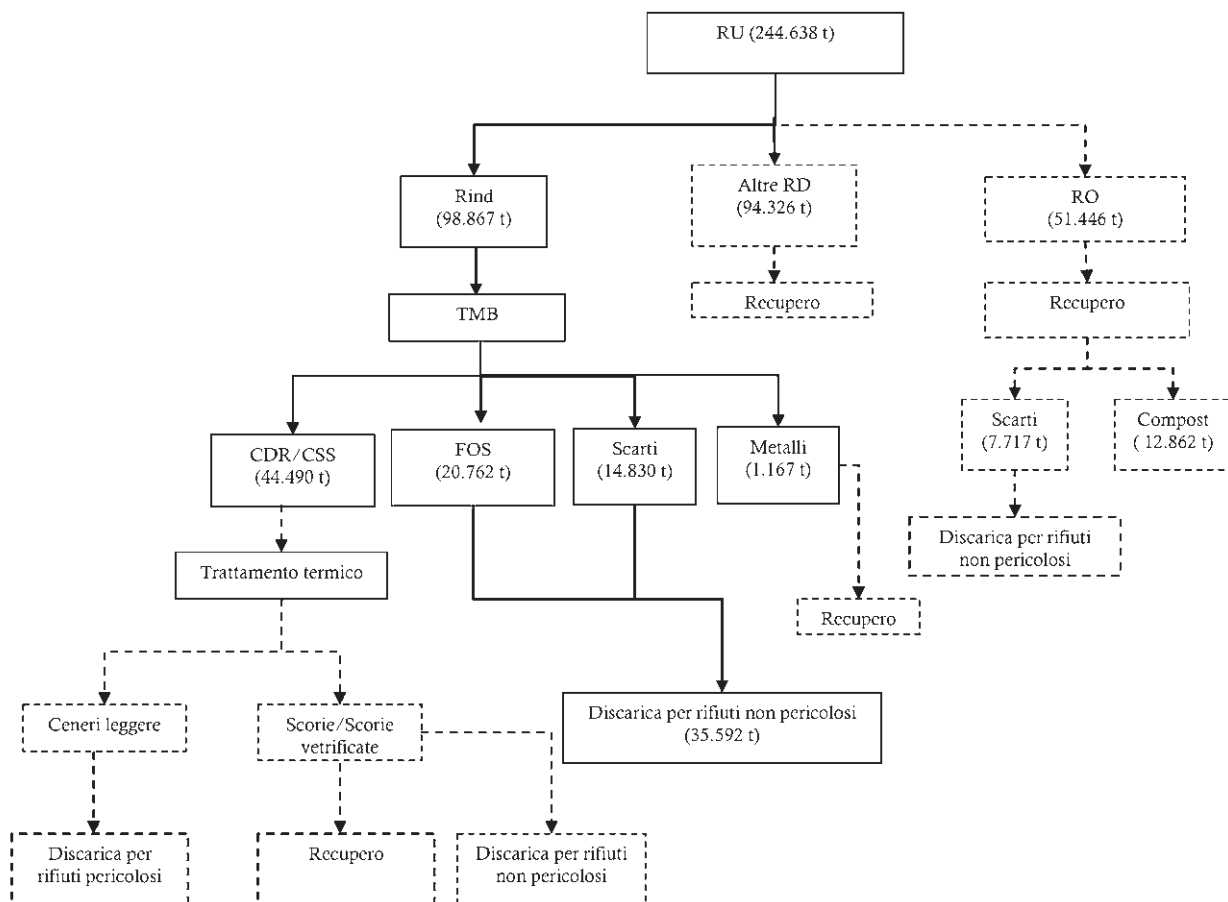 RU (244.638 t)
Rind
(98.867 t)
Altre RD
(94.326 t)
RO
(51.446 t)
TMB
Recupero
Recupero
Scarti
(7.717 t)
Compost
( 12.862 t)
CDR/CSS
(44.490 t)
FOS
(20.762 t)
Scarti
(14.830 t)
Metalli
(1.167 t)
Discarica per rifiuti
non pericolosi
Trattamento termico
Recupero
Ceneri leggere
Scorie/Scorie
vetrificate
Discarica per rifiuti non pericolosi
(35.592 t)
Discarica per
rifiuti pericolosi
Recupero
Discarica per rifiuti
non pericolosi